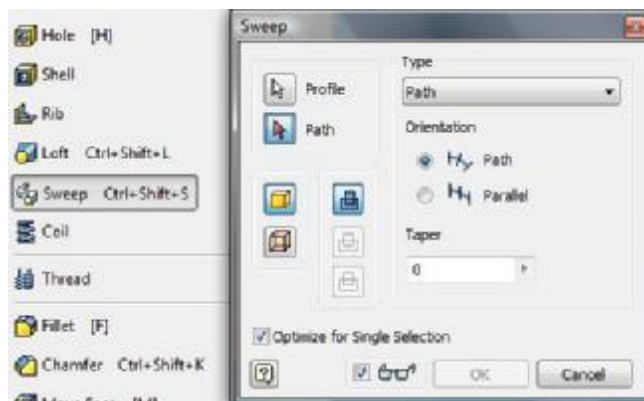 Hole [H]
Shell
Rib
Loft Ctrl+Shift+L
Sweep Ctrl+Shift+S
Coil
Thread
Fillet [F]
Chamfer Ctrl+Shift+K
Sweep
Profile
Path
Type
Path
Orientation
Path
Parallel
Taper
0
Optimize for Single Selection
OK
Cancel